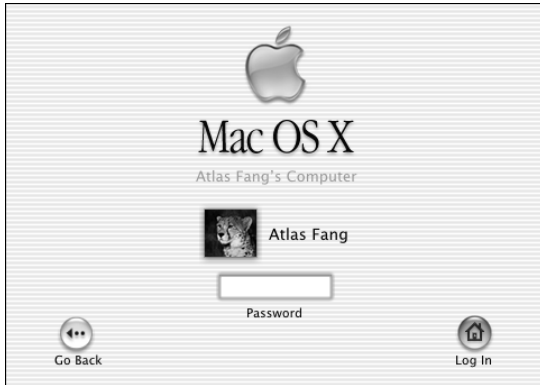 Mac OS X
Atlas Fang's Computer
Atlas Fang
Password
Go Back
Log In